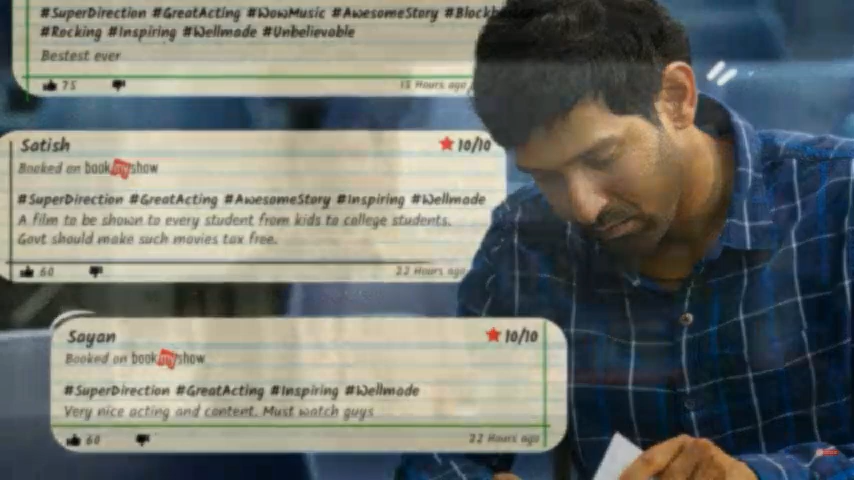 #SuperDirection #GreatActing #WowMusic #AwesomeStory
#Rocking #Inspiring #Wellmade #Unbelievable
Bestest ever
75 15 Hours ago
Satish 10/10
Booked on bookmyshow
#SuperDirection #GreatActing #AwesomeStory #Inspiring #Wellmade
A film to be shown to every student from kids to college students.
Govt should make such movies tax free.
60 22 Hours ago
Sayan 10/10
Booked on bookmyshow
#SuperDirection #GreatActing #Inspiring #Wellmade
Very nice acting and content. Must watch guys
60 22 Hours ago